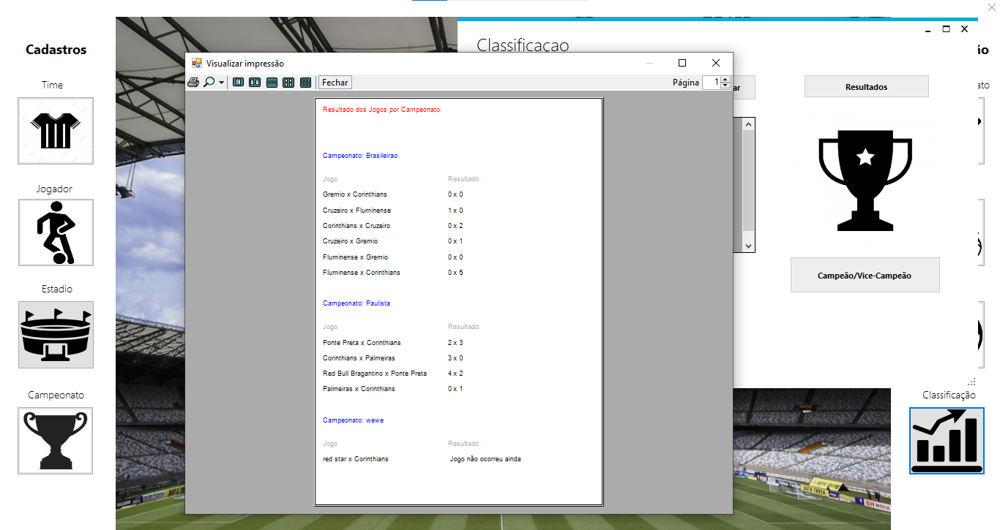 Cadastros
Time
Jogador
Estadio
Campeonato
Classificaçao
ar
Resultados
Campeão/Vice-Campeão
ão
ato
Classificação
Visualizar impressão
Fechar
Página 1
Resultado dos Jogos por Campeonato:
Campeonato: Brasileirao
Jogo Resultado:
Gremio x Corinthians 0 x 0
Cruzeiro x Fluminense 1 x 0
Corinthians x Cruzeiro 0 x 2
Cruzeiro x Gremio 0 x 1
Fluminense x Gremio 0 x 0
Fluminense x Corinthians 0 x 5
Campeonato: Paulista
Jogo Resultado:
Ponte Preta x Corinthians 2 x 3
Corinthians x Palmeiras 3 x 0
Red Bull Bragantino x Ponte Preta 4 x 2
Palmeiras x Corinthians 0 x 1
Campeonato: wewe
Jogo Resultado:
red star x Corinthians Jogo não ocorreu ainda